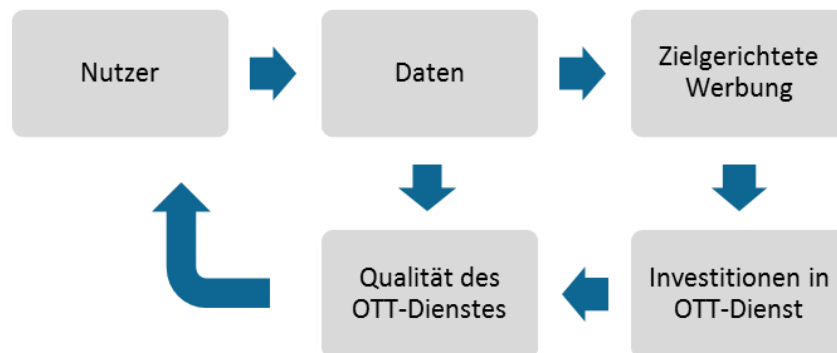 Nutzer
Daten
Zielgerichtete
Werbung
Qualität des
OTT-Dienstes
Investitionen in
OTT-Dienst